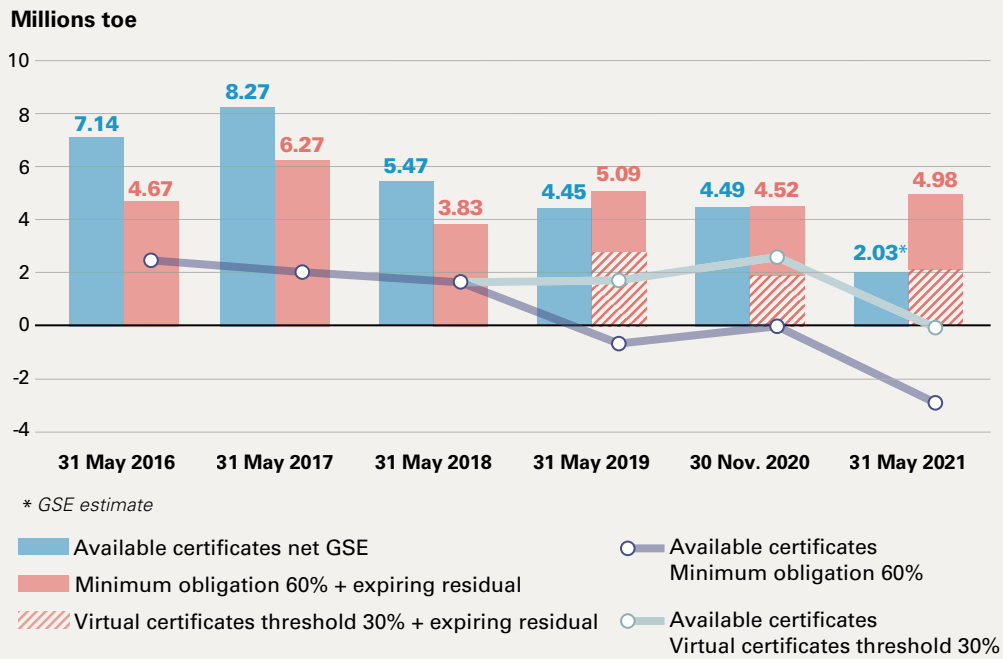 Millions toe
10
8
6
4
2
0
-2
-4
7.14
4.67
8.27
6.27
5.47
3.83
4.45
5.09
4.49
4.52
2.03*
4.98
31 May 2016
31 May 2017
31 May 2018
31 May 2019
30 Nov. 2020
31 May 2021
* GSE estimate
Available certificates net GSE
Minimum obligation 60% + expiring residual
Virtual certificates threshold 30% + expiring residual
Available certificates
Minimum obligation 60%
Available certificates
Virtual certificates threshold 30%